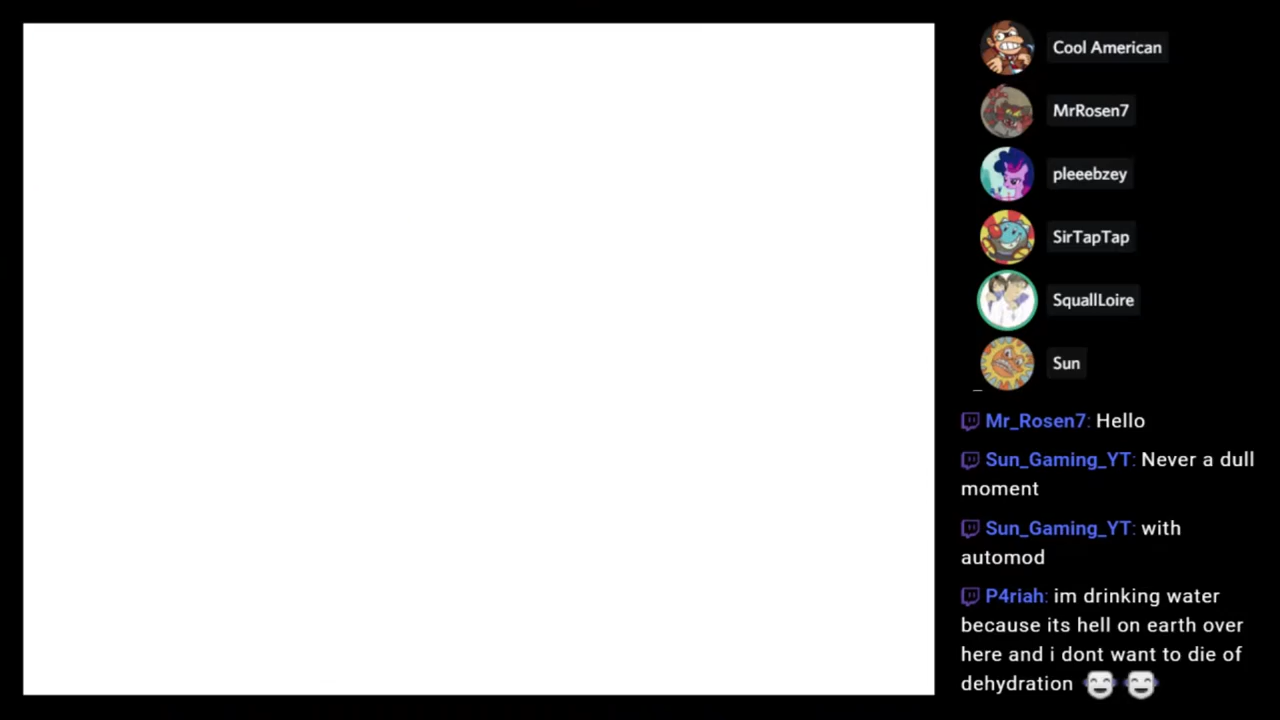 Cool American
MrRosen7
pleeebzey
SirTapTap
SquallLoire
Sun
Mr_Rosen7: Hello
Sun_Gaming_YT: Never a dull
moment
Sun_Gaming_YT: with
automod
P4riah: im drinking water
because its hell on earth over
here and i dont want to die of
dehydration